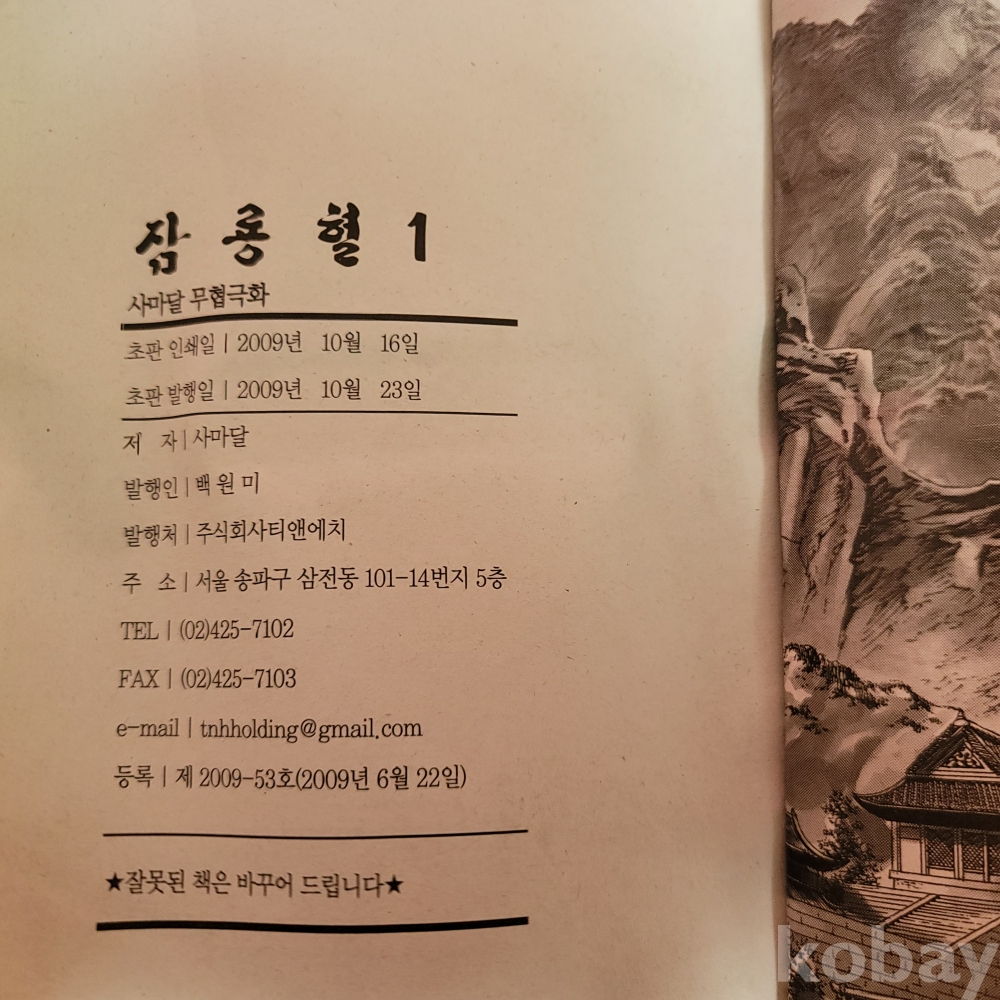 잠룡혈 1
사마달 무협극화
초판 인쇄일 | 2009년 10월 16일
초판 발행일 | 2009년 10월 23일
저 자 | 사마달
발행인 | 백 원 미
발행처 | 주식회사티앤에치
주 소 | 서울 송파구 삼전동 101-14번지 5층
TEL | (02)425-7102
FAX | (02)425-7103
e-mail | tnhholding@gmail.com
등록 | 제 2009-53호(2009년 6월 22일)
★잘못된 책은 바꾸어 드립니다★
kobay